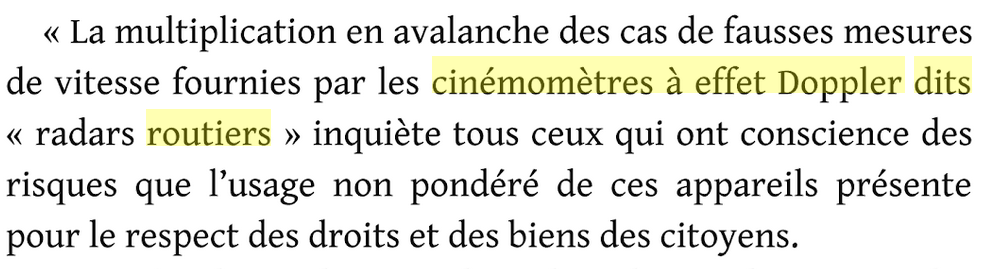 « La multiplication en avalanche des cas de fausses mesures
de vitesse fournies par les cinémomètres à effet Doppler dits
« radars routiers » inquiète tous ceux qui ont conscience des
risques que l’usage non pondéré de ces appareils présente
pour le respect des droits et des biens des citoyens.